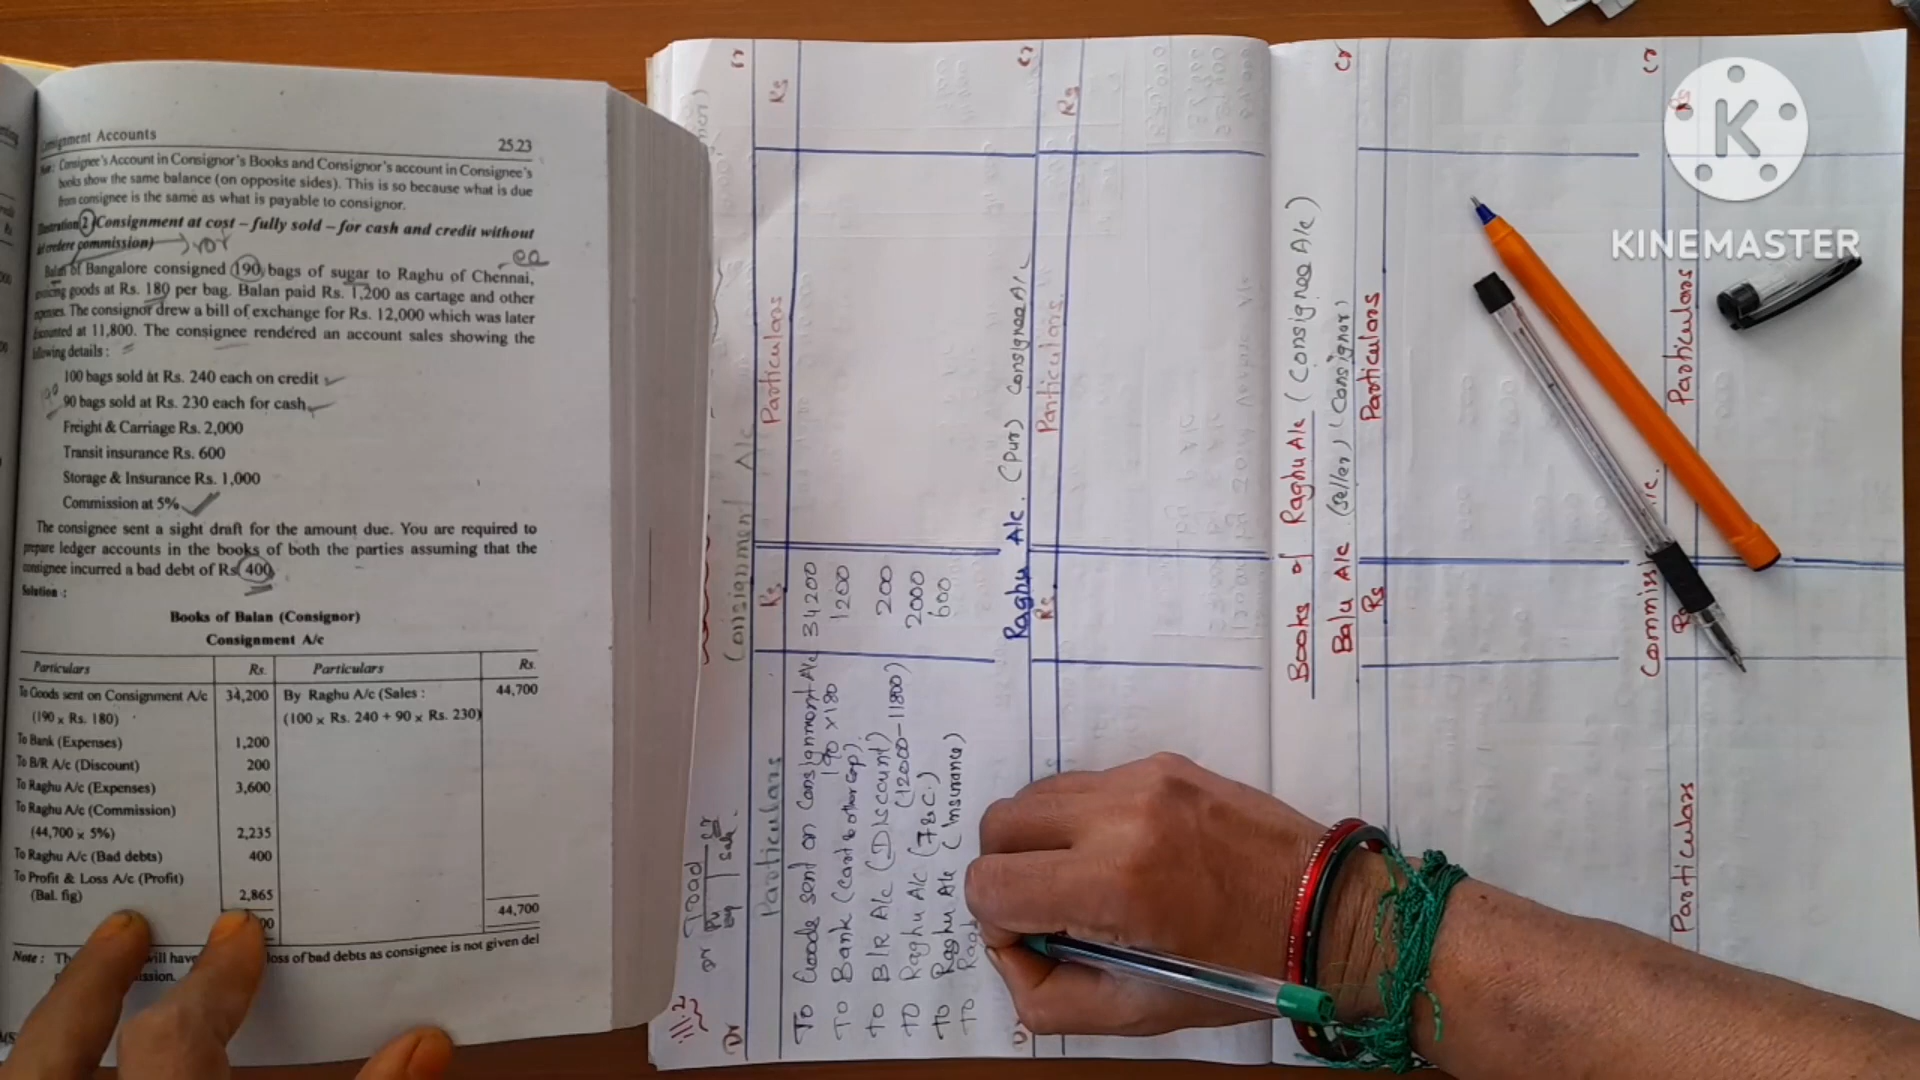 Consignment Accounts
25.23
Consignee's Account in Consignor's Books and Consignor's account in Consignee's
books show the same balance (on opposite sides). This is so because what is due
from consignee is the same as what is payable to consignor.
Illustration 2 (Consignment at cost – fully sold – for cash and credit without
del credere commission)
Balan of Bangalore consigned 190 bags of sugar to Raghu of Chennai,
invoicing goods at Rs. 180 per bag. Balan paid Rs. 1,200 as cartage and other
expenses. The consignor drew a bill of exchange for Rs. 12,000 which was later
discounted at 11,800. The consignee rendered an account sales showing the
following details :
100 bags sold at Rs. 240 each on credit
90 bags sold at Rs. 230 each for cash
Freight & Carriage Rs. 2,000
Transit insurance Rs. 600
Storage & Insurance Rs. 1,000
Commission at 5%
The consignee sent a sight draft for the amount due. You are required to
prepare ledger accounts in the books of both the parties assuming that the
consignee incurred a bad debt of Rs. 400.
Solution :
Books of Balan (Consignor)
Consignment A/c
Particulars Rs. Particulars Rs.
To Goods sent on Consignment A/c 34,200 By Raghu A/c (Sales : 44,700
(190 x Rs. 180) (100 x Rs. 240 + 90 x Rs. 230)
To Bank (Expenses) 1,200
To B/R A/c (Discount) 200
To Raghu A/c (Expenses) 3,600
To Raghu A/c (Commission)
(44,700 x 5%) 2,235
To Raghu A/c (Bad debts) 400
To Profit & Loss A/c (Profit)
(Bal. fig) 2,865
44,700
Note : will have loss of bad debts as consignee is not given del
ill.2
Dr Trad Cr
Sale.
Dr Consignment A/c Cr
Particulars Rs Particulars Rs
To Goods sent on Consignment A/c 34200
190 x 180
To Bank (Cart & other exp) 1200
To B/R A/c (Discount) 200
(12000-11800)
To Raghu A/c (F&C.) 2000
To Raghu A/c (Insurance) 600
To Ragh
Raghu A/c. (Pur) Consignee A/c Cr
Rs. Particulars Rs
Books of Raghu A/c (Consignee A/c)
Balu A/c (seller) (Consignor) Cr
Rs Particulars
Commiss A/c. Cr
Particulars Particulars Rs
K
KINEMASTER